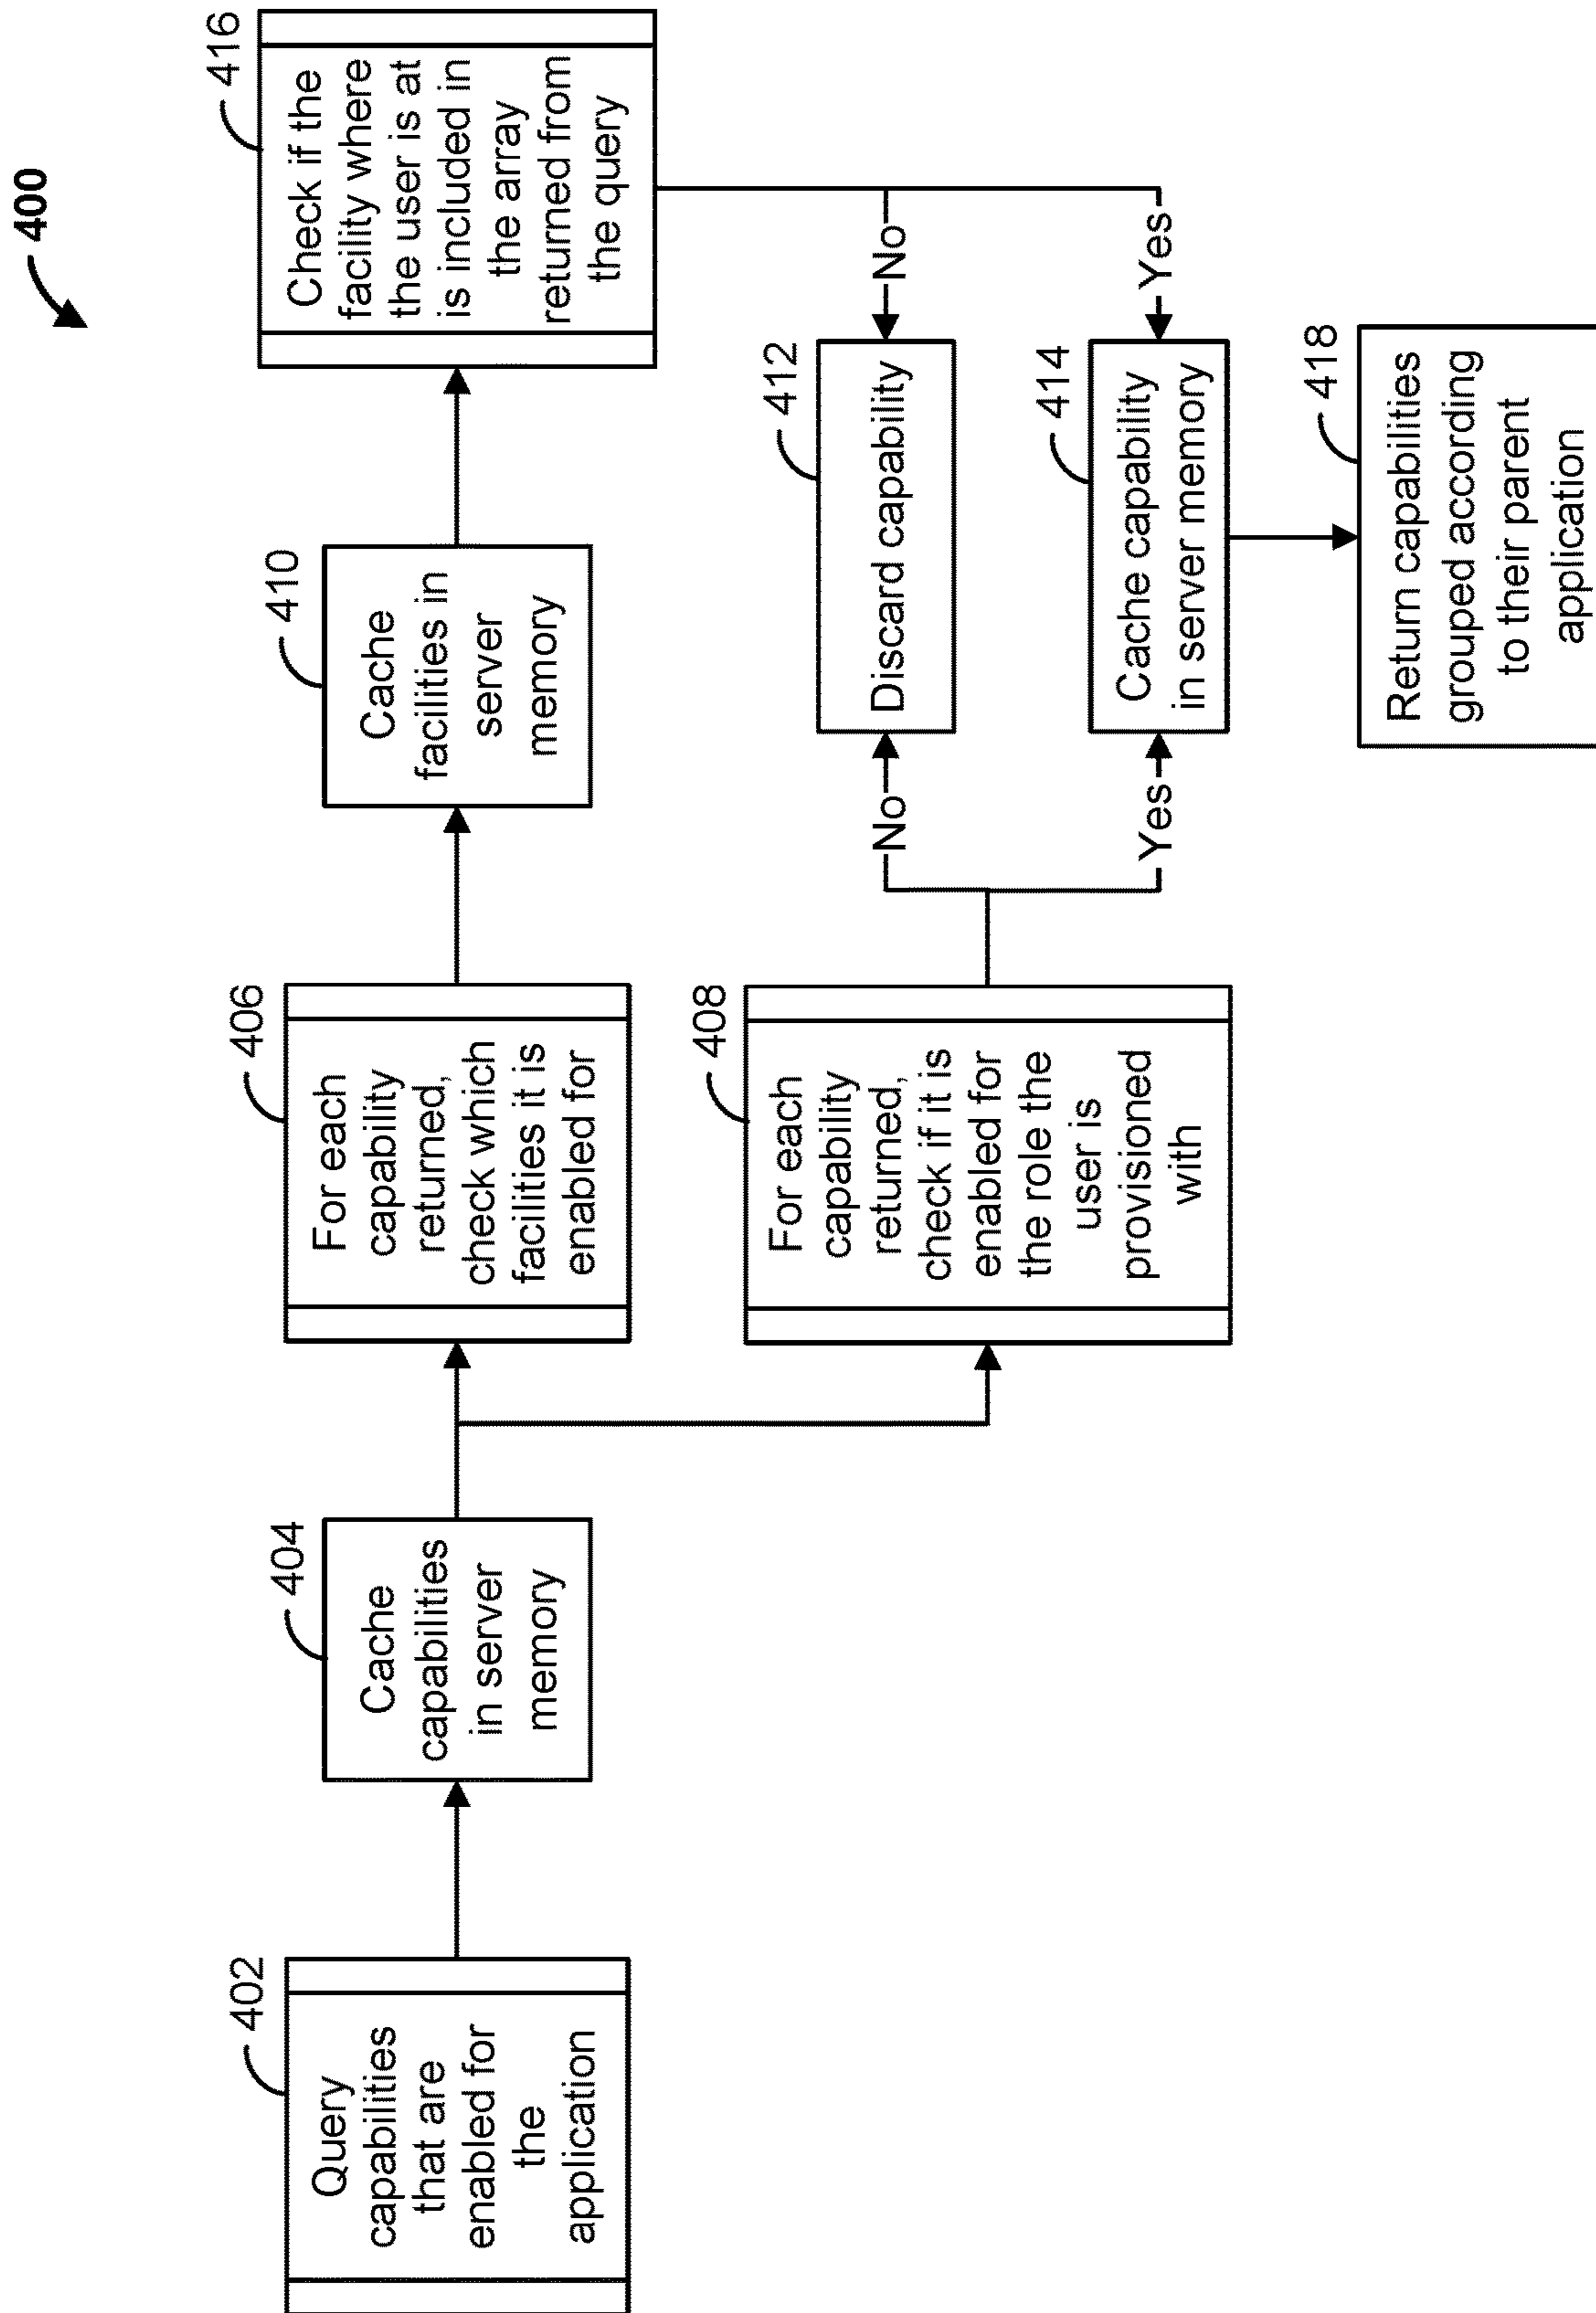 400
402
Query
capabilities
that are
enabled for
the
application
404
Cache
capabilities
in server
memory
406
For each
capability
returned,
check which
facilities it is
enabled for
410
Cache
facilities in
server
memory
416
Check if the
facility where
the user is at
is included in
the array
returned from
the query
408
For each
capability
returned,
check if it is
enabled for
the role the
user is
provisioned
with
No
Yes
412
Discard capability
No
414
Cache capability
in server memory
Yes
418
Return capabilities
grouped according
to their parent
application